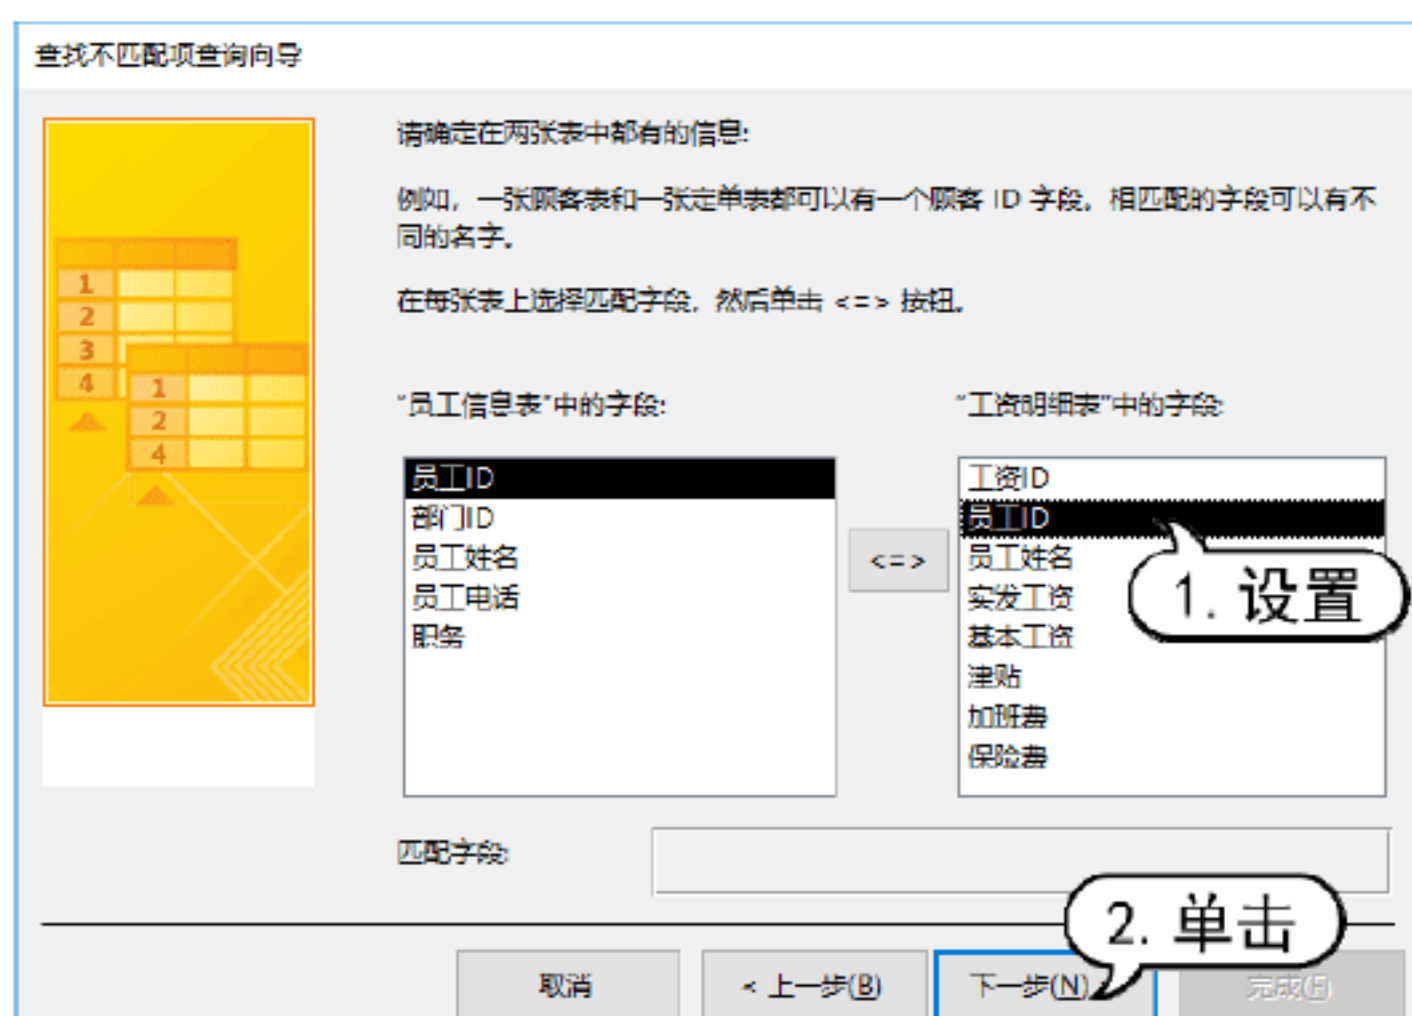 查找不匹配项查询向导
请确定在两张表中都有的信息:
例如，一张顾客表和一张定单表都可以有一个顾客 ID 字段。相匹配的字段可以有不
同的名字。
在每张表上选择匹配字段，然后单击 <=> 按钮。
1
2
3
4
1
2
4
“员工信息表”中的字段:
员工ID
部门ID
员工姓名
员工电话
职务
<=>
“工资明细表”中的字段:
工资ID
员工ID
员工姓名
实发工资
基本工资
津贴
加班费
保险费
1. 设置
匹配字段:
2. 单击
取消
< 上一步(B)
下一步(N)
完成(F)